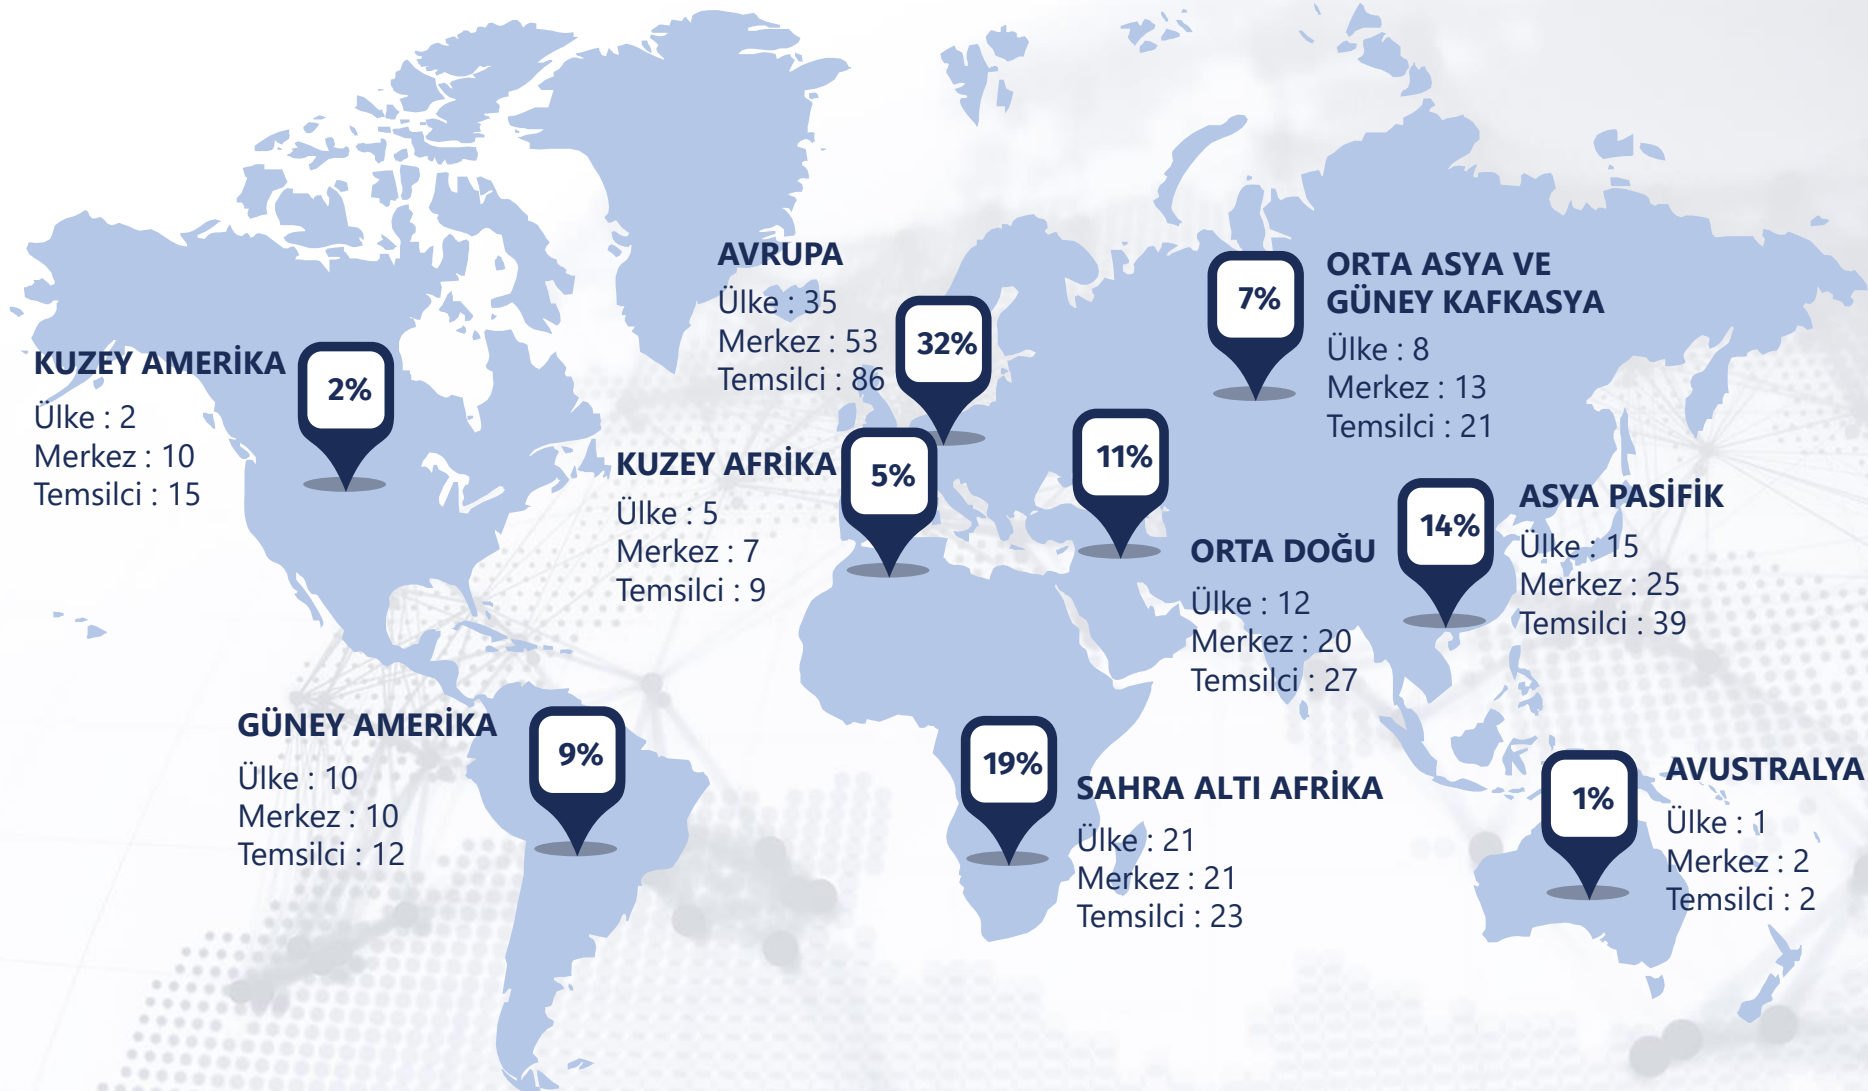 AVRUPA
Ülke : 35
Merkez : 53
Temsilci : 86
32%
7%
ORTA ASYA VE
GÜNEY KAFKASYA
Ülke : 8
Merkez : 13
Temsilci : 21
KUZEY AMERİKA
Ülke : 2
Merkez : 10
Temsilci : 15
2%
KUZEY AFRİKA
Ülke : 5
Merkez : 7
Temsilci : 9
5%
11%
ORTA DOĞU
Ülke : 12
Merkez : 20
Temsilci : 27
14%
ASYA PASİFİK
Ülke : 15
Merkez : 25
Temsilci : 39
GÜNEY AMERİKA
Ülke : 10
Merkez : 10
Temsilci : 12
9%
19%
SAHRA ALTI AFRİKA
Ülke : 21
Merkez : 21
Temsilci : 23
1%
AVUSTRALYA
Ülke : 1
Merkez : 2
Temsilci : 2